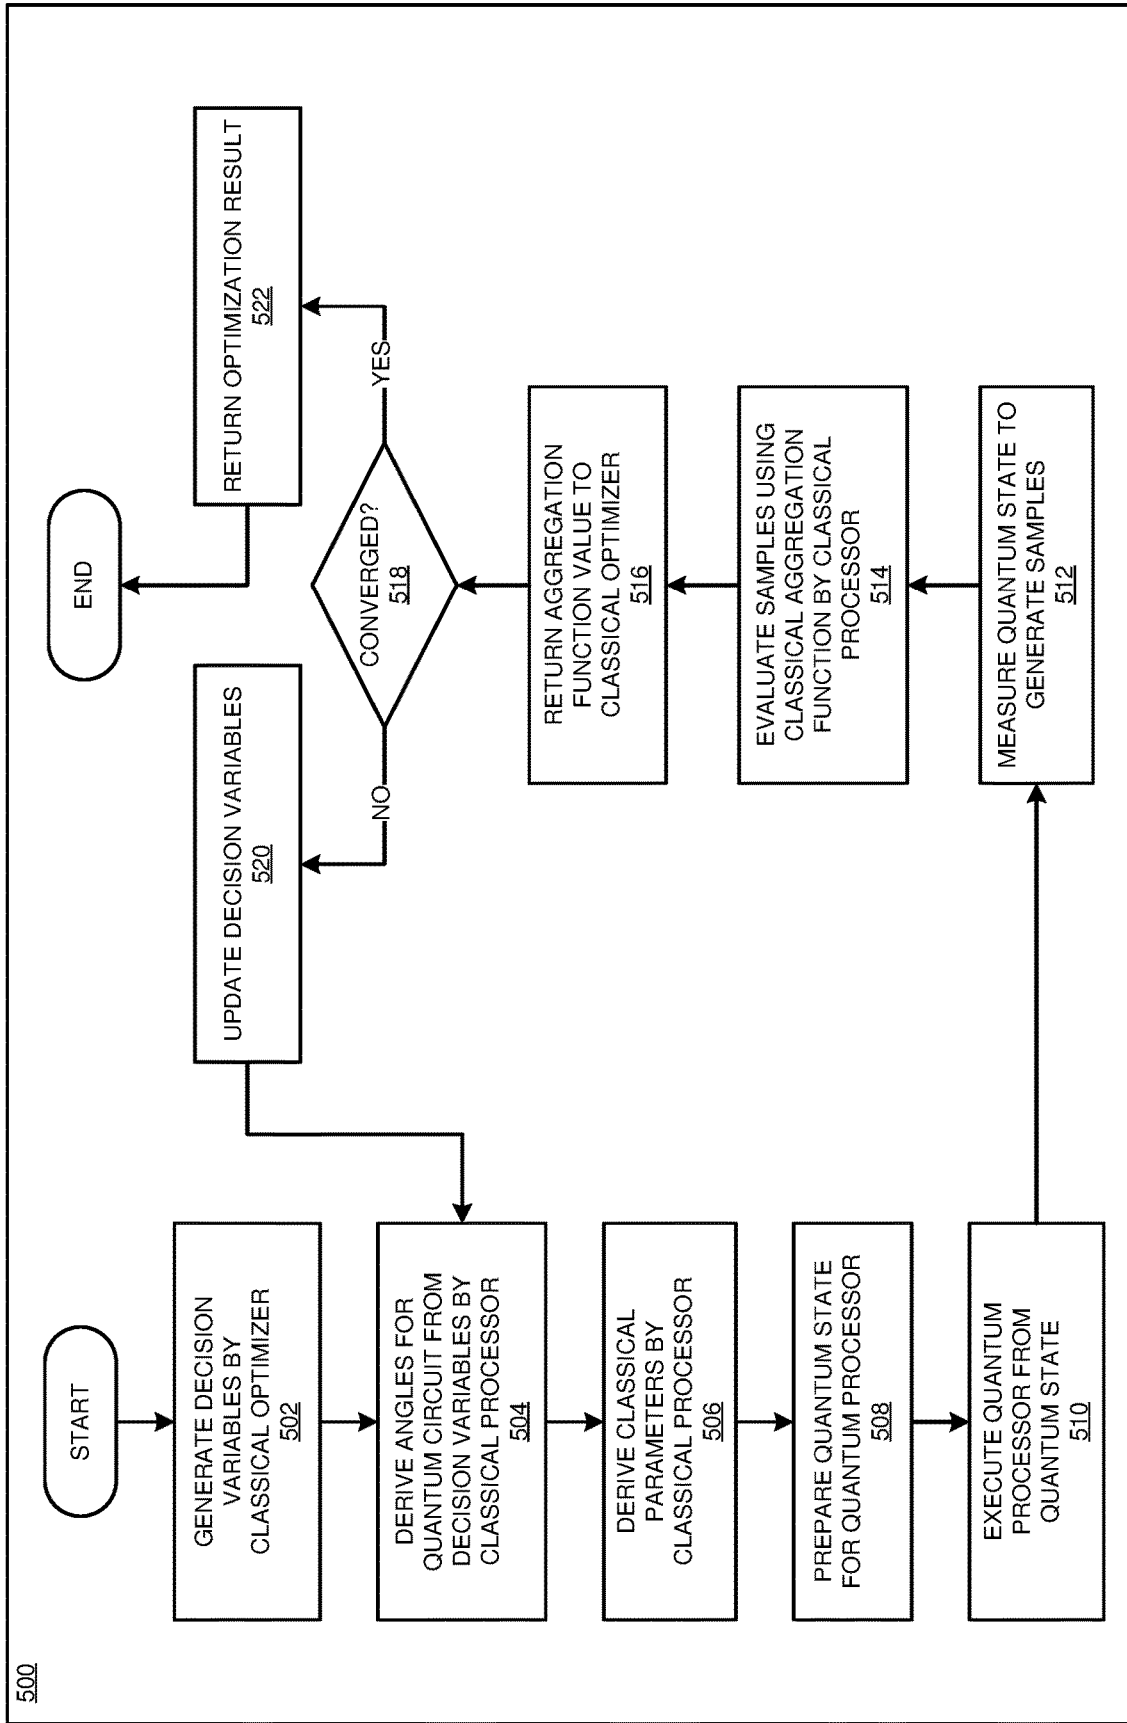 500
START
GENERATE DECISION
VARIABLES BY
CLASSICAL OPTIMIZER
502
DERIVE ANGLES FOR
QUANTUM CIRCUIT FROM
DECISION VARIABLES BY
CLASSICAL PROCESSOR
504
DERIVE CLASSICAL
PARAMETERS BY
CLASSICAL PROCESSOR
506
PREPARE QUANTUM STATE
FOR QUANTUM PROCESSOR
508
EXECUTE QUANTUM
PROCESSOR FROM
QUANTUM STATE
510
MEASURE QUANTUM STATE TO
GENERATE SAMPLES
512
EVALUATE SAMPLES USING
CLASSICAL AGGREGATION
FUNCTION BY CLASSICAL
PROCESSOR
514
RETURN AGGREGATION
FUNCTION VALUE TO
CLASSICAL OPTIMIZER
516
CONVERGED?
518
NO
YES
UPDATE DECISION VARIABLES
520
RETURN OPTIMIZATION RESULT
522
END